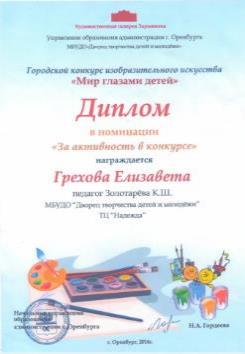 Художественная галерея Зауралья
Управление образования администрации г. Оренбурга
МБУДО «Дворец творчества детей и молодёжи»
Городской конкурс изобразительного искусства
«Мир глазами детей»
Диплом
в номинации
«За активность в конкурсе»
награждается
Грехова Елизавета
педагог Золотарёва К.Ш.
МБУДО "Дворец творчества детей и молодёжи"
ТЦ "Надежда"
Начальник управления
образования
администрации г. Оренбурга
Н.А. Гордеева
г. Оренбург, 2016г.